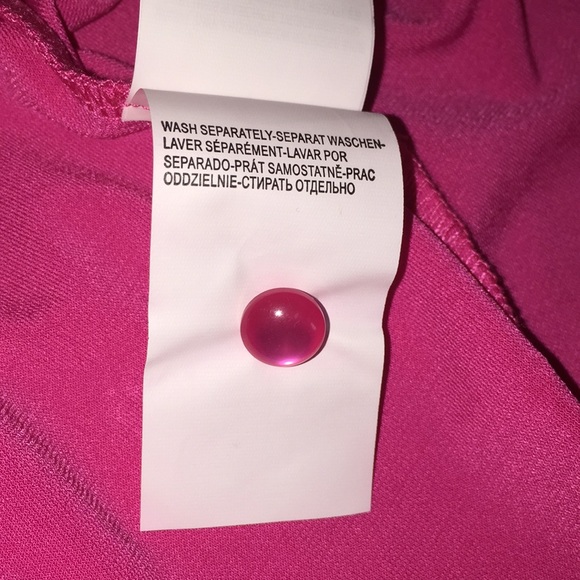 WASH SEPARATELY-SEPARAT WASCHEN-
LAVER SÉPARÉMENT-LAVAR POR
SEPARADO-PRÁT SAMOSTATNĚ-PRAC
ODDZIELNIE-СТИРАТЬ ОТДЕЛЬНО